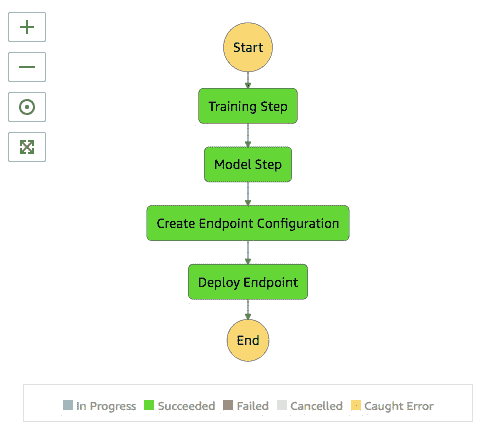 Start
Training Step
Model Step
Create Endpoint Configuration
Deploy Endpoint
End
In Progress Succeeded Failed Cancelled Caught Error